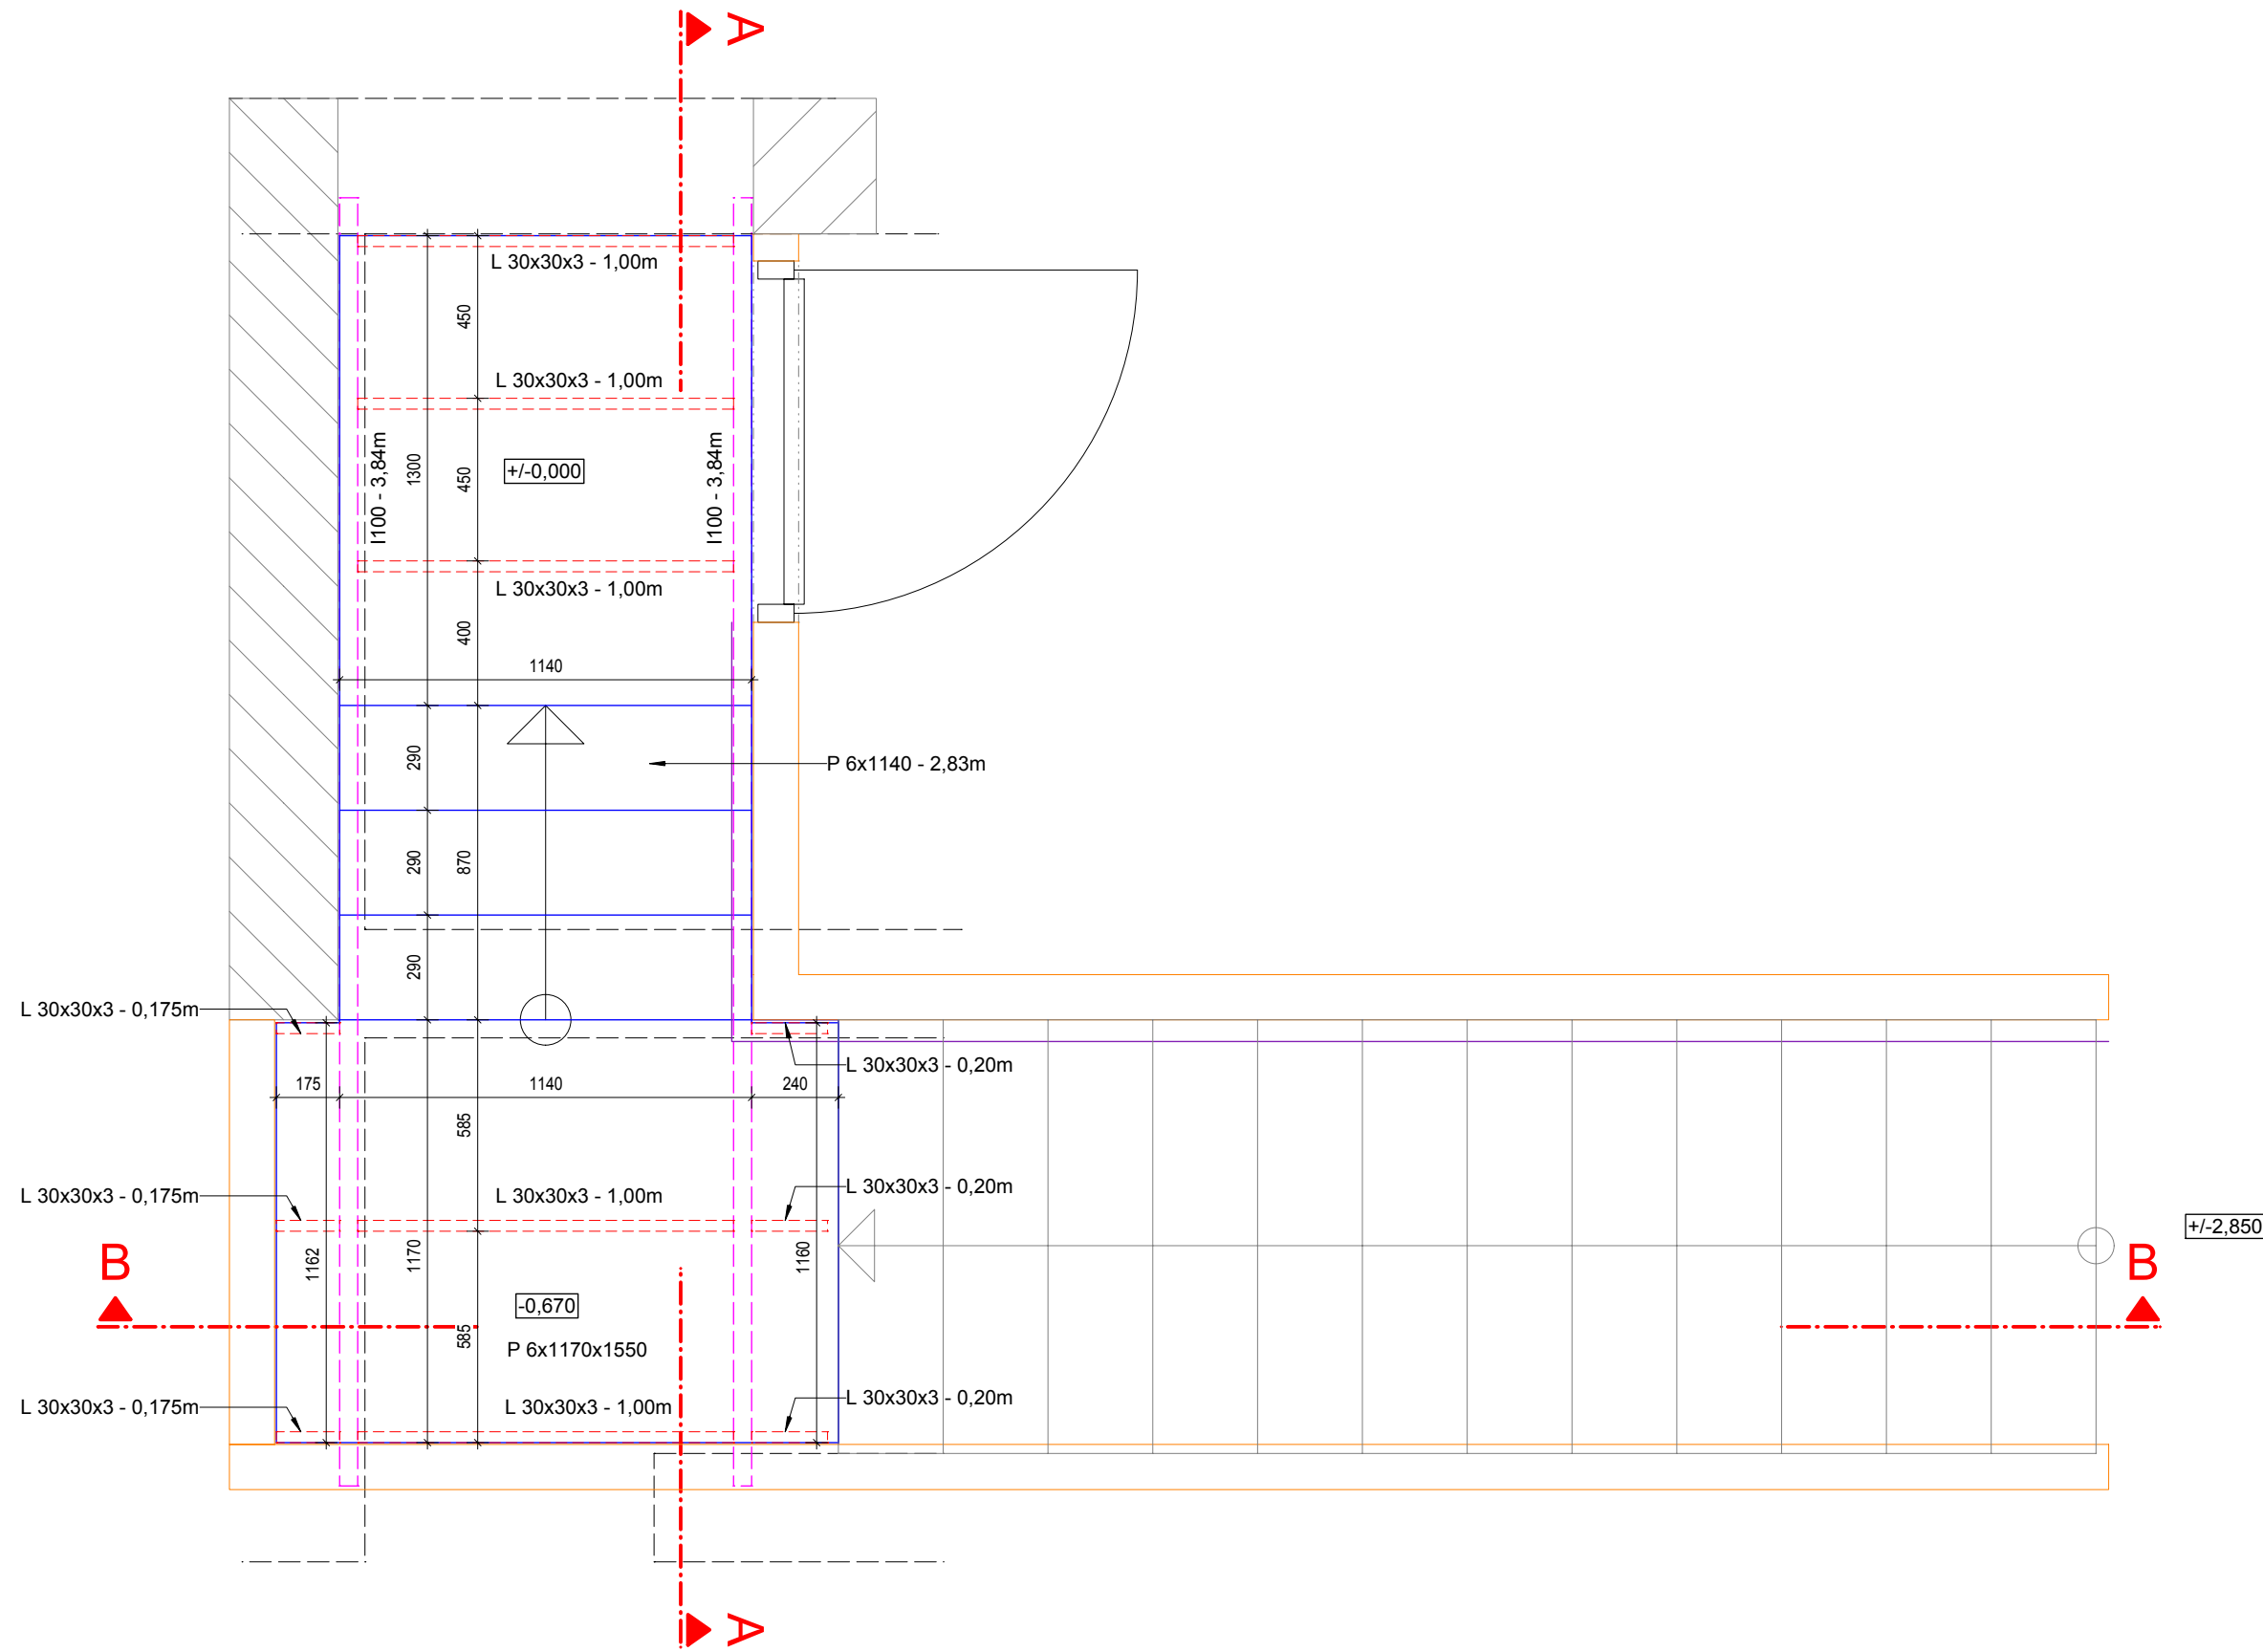 A
L 30x30x3 - 1,00m
450
L 30x30x3 - 1,00m
I100 - 3,84m
1300
450
+/-0,000
I100 - 3,84m
L 30x30x3 - 1,00m
400
1140
290
P 6x1140 - 2,83m
290
870
290
L 30x30x3 - 0,175m
L 30x30x3 - 0,20m
175
1140
240
585
L 30x30x3 - 0,175m
L 30x30x3 - 1,00m
L 30x30x3 - 0,20m
+/-2,850
B
1162
1170
1160
B
-0,670
585
P 6x1170x1550
L 30x30x3 - 0,175m
L 30x30x3 - 1,00m
L 30x30x3 - 0,20m
A